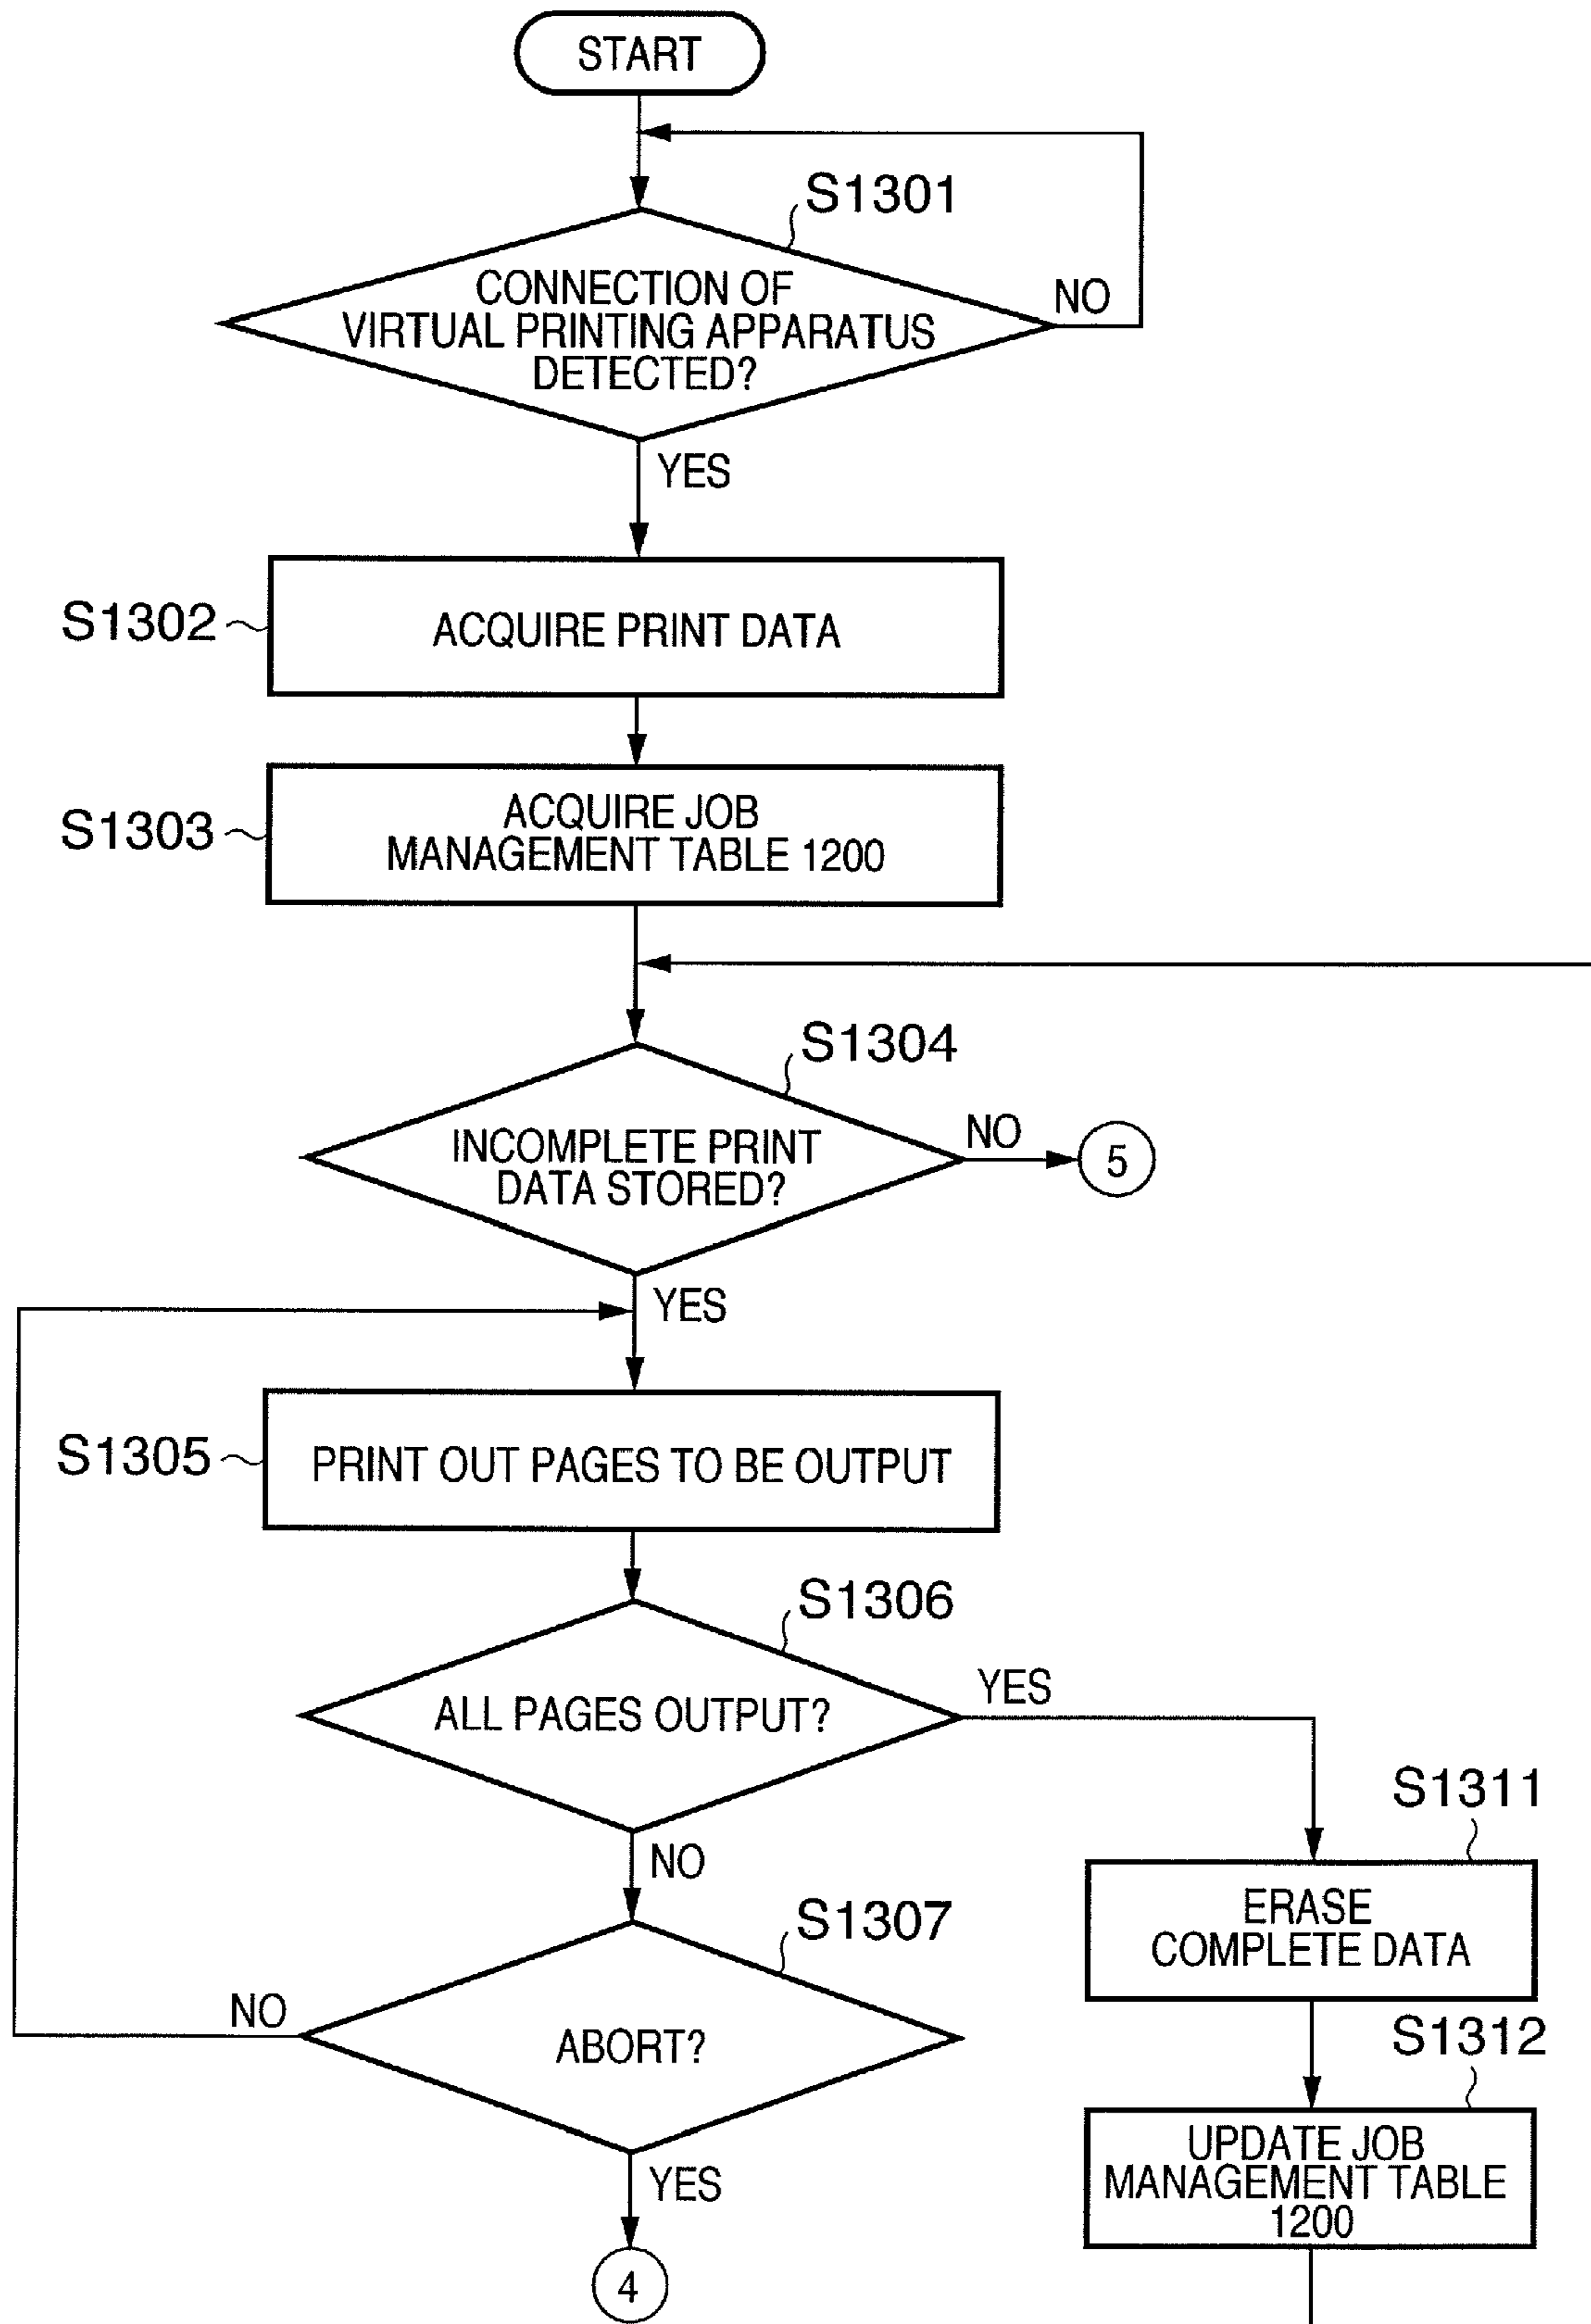 START
S1301
CONNECTION OF
VIRTUAL PRINTING APPARATUS
DETECTED?
NO
YES
S1302
ACQUIRE PRINT DATA
S1303
ACQUIRE JOB
MANAGEMENT TABLE 1200
S1304
INCOMPLETE PRINT
DATA STORED?
NO
5
YES
S1305
PRINT OUT PAGES TO BE OUTPUT
S1306
ALL PAGES OUTPUT?
YES
NO
S1311
ERASE
COMPLETE DATA
S1307
ABORT?
NO
YES
4
S1312
UPDATE JOB
MANAGEMENT TABLE
1200